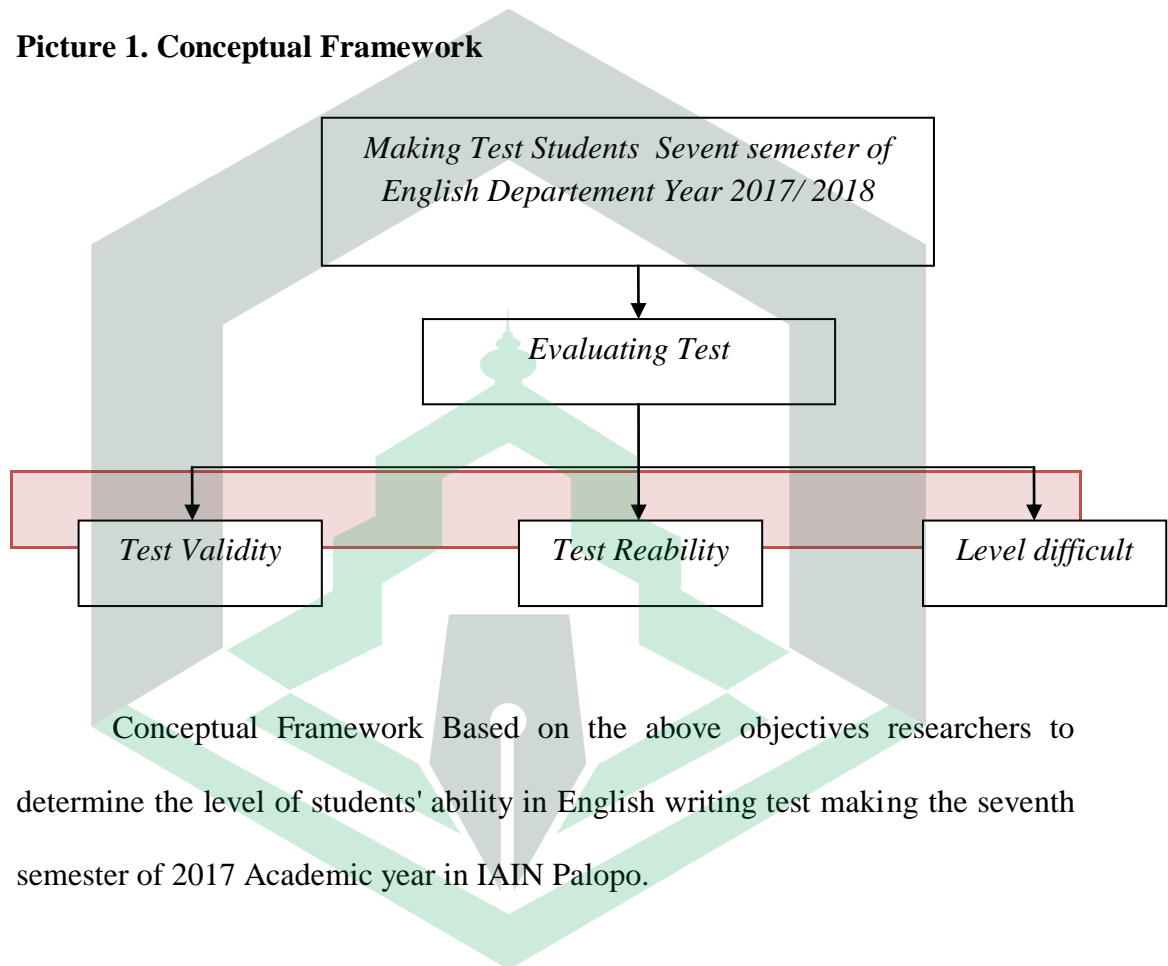 Picture 1. Conceptual Framework
Making Test Students Sevent semester of
English Departement Year 2017/ 2018
Evaluating Test
Test Validity
Test Reability
Level difficult
Conceptual Framework Based on the above objectives researchers to
determine the level of students' ability in English writing test making the seventh
semester of 2017 Academic year in IAIN Palopo.